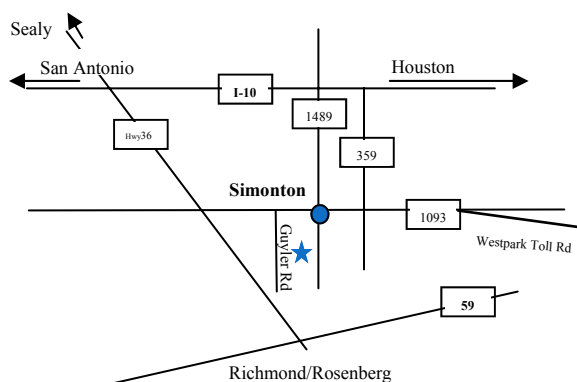 Sealy
San Antonio
Houston
I-10
1489
Hwy36
359
Simonton
1093
Guyler Rd
Westpark Toll Rd
59
Richmond/Rosenberg